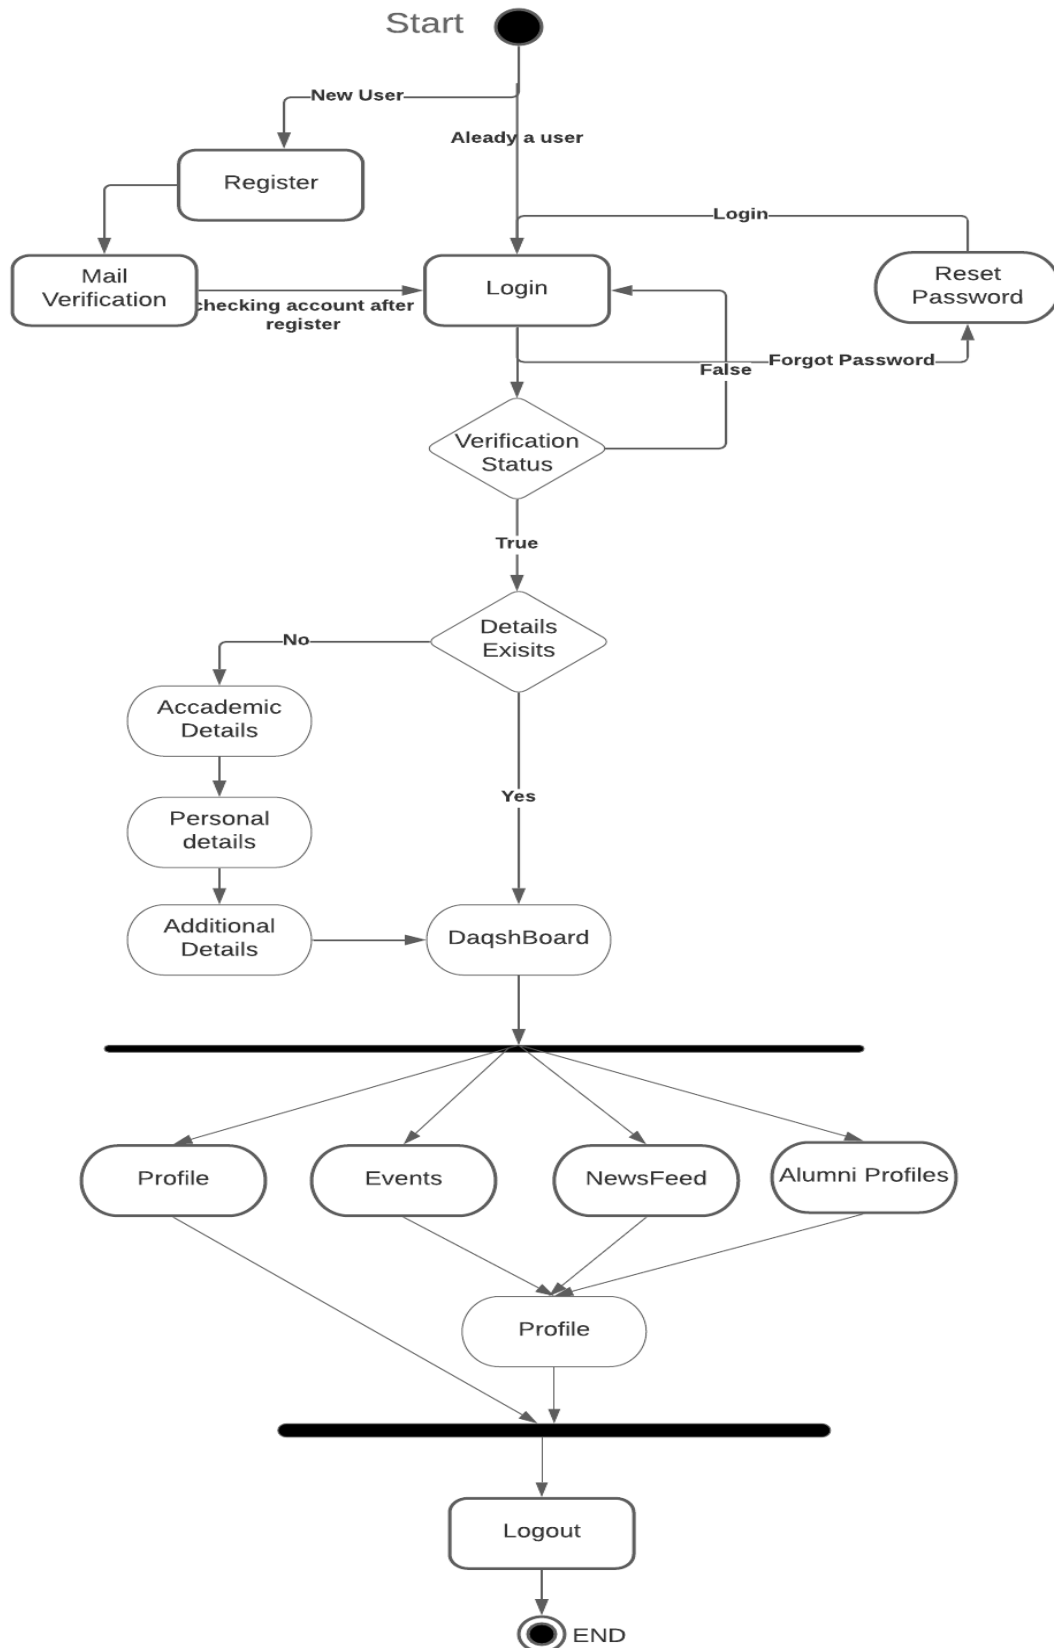 Start
New User
Aleady a user
Register
Login
Mail
Verification
checking account after
register
Login
Reset
Password
Forgot Password
False
Verification
Status
True
Details
Exisits
No
Accademic
Details
Personal
details
Yes
Additional
Details
DaqshBoard
Profile
Events
NewsFeed
Alumni Profiles
Profile
Logout
END